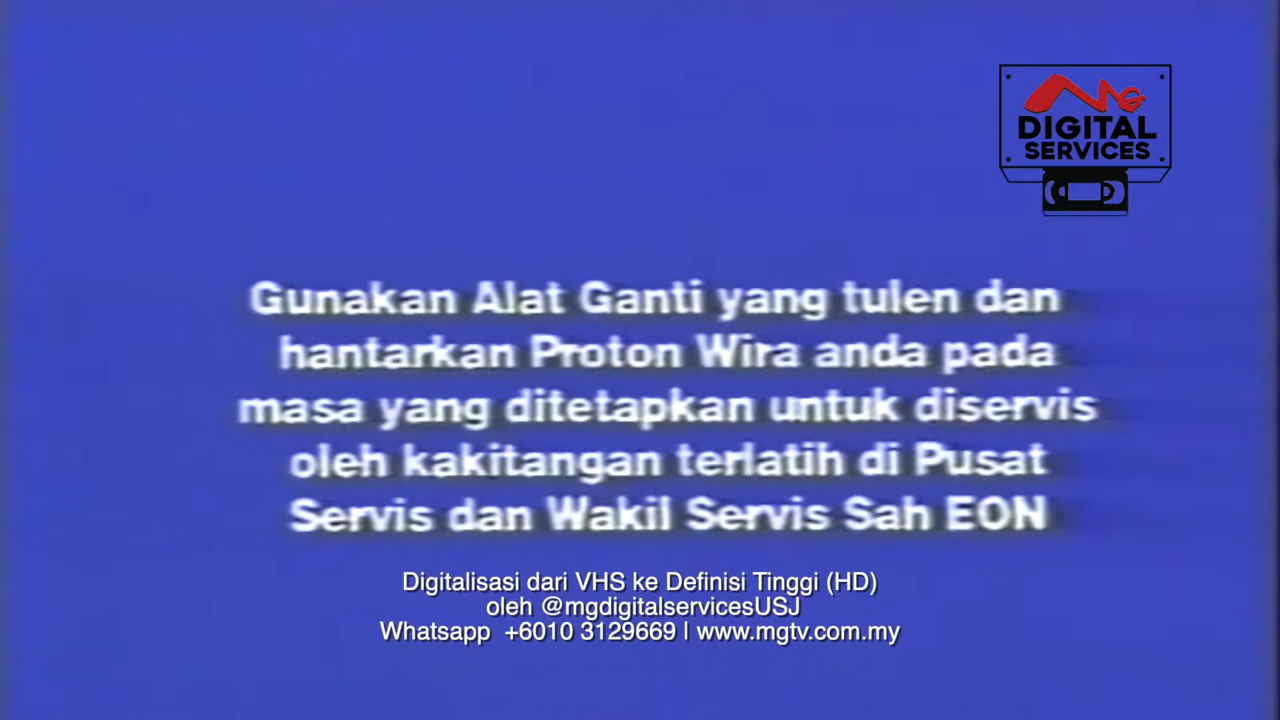 MG
DIGITAL
SERVICES
Gunakan Alat Ganti yang tulen dan
hantarkan Proton Wira anda pada
masa yang ditetapkan untuk diservis
oleh kakitangan terlatih di Pusat
Servis dan Wakil Servis Sah EON
Digitalisasi dari VHS ke Definisi Tinggi (HD)
oleh @mgdigitalservicesUSJ
Whatsapp +6010 3129669 | www.mgtv.com.my